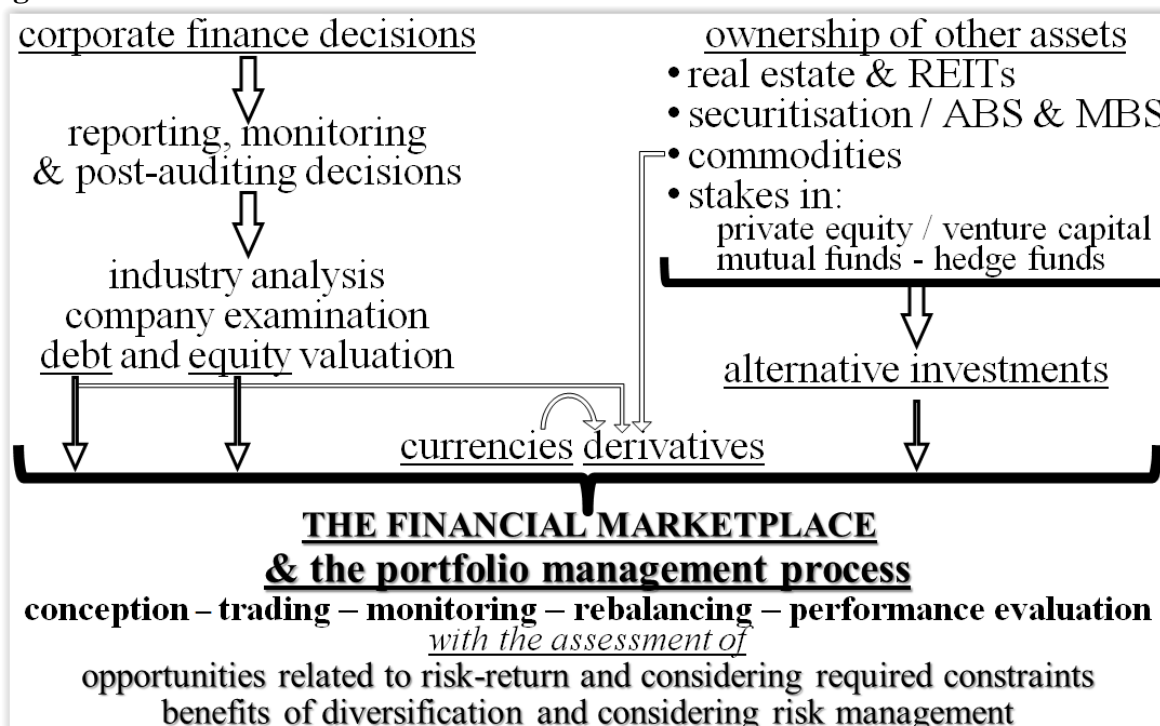 corporate finance decisions
reporting, monitoring
& post-auditing decisions
industry analysis
company examination
debt and equity valuation
ownership of other assets
• real estate & REITs
• securitisation / ABS & MBS
• commodities
• stakes in:
private equity / venture capital
mutual funds - hedge funds
alternative investments
currencies derivatives
THE FINANCIAL MARKETPLACE
& the portfolio management process
conception – trading – monitoring – rebalancing – performance evaluation
with the assessment of
opportunities related to risk-return and considering required constraints
benefits of diversification and considering risk management